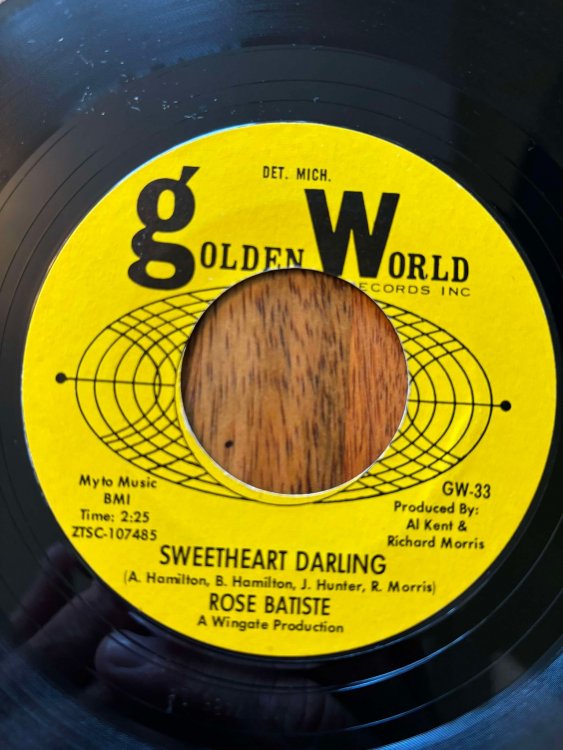 DET. MICH.
gOLDEN WORLD
ECORDS INC
Myto Music
BMI
Time: 2:25
ZTSC-107485
GW-33
Produced By:
Al Kent &
Richard Morris
SWEETHEART DARLING
(A. Hamilton, B. Hamilton, J. Hunter, R. Morris)
ROSE BATISTE
A Wingate Production